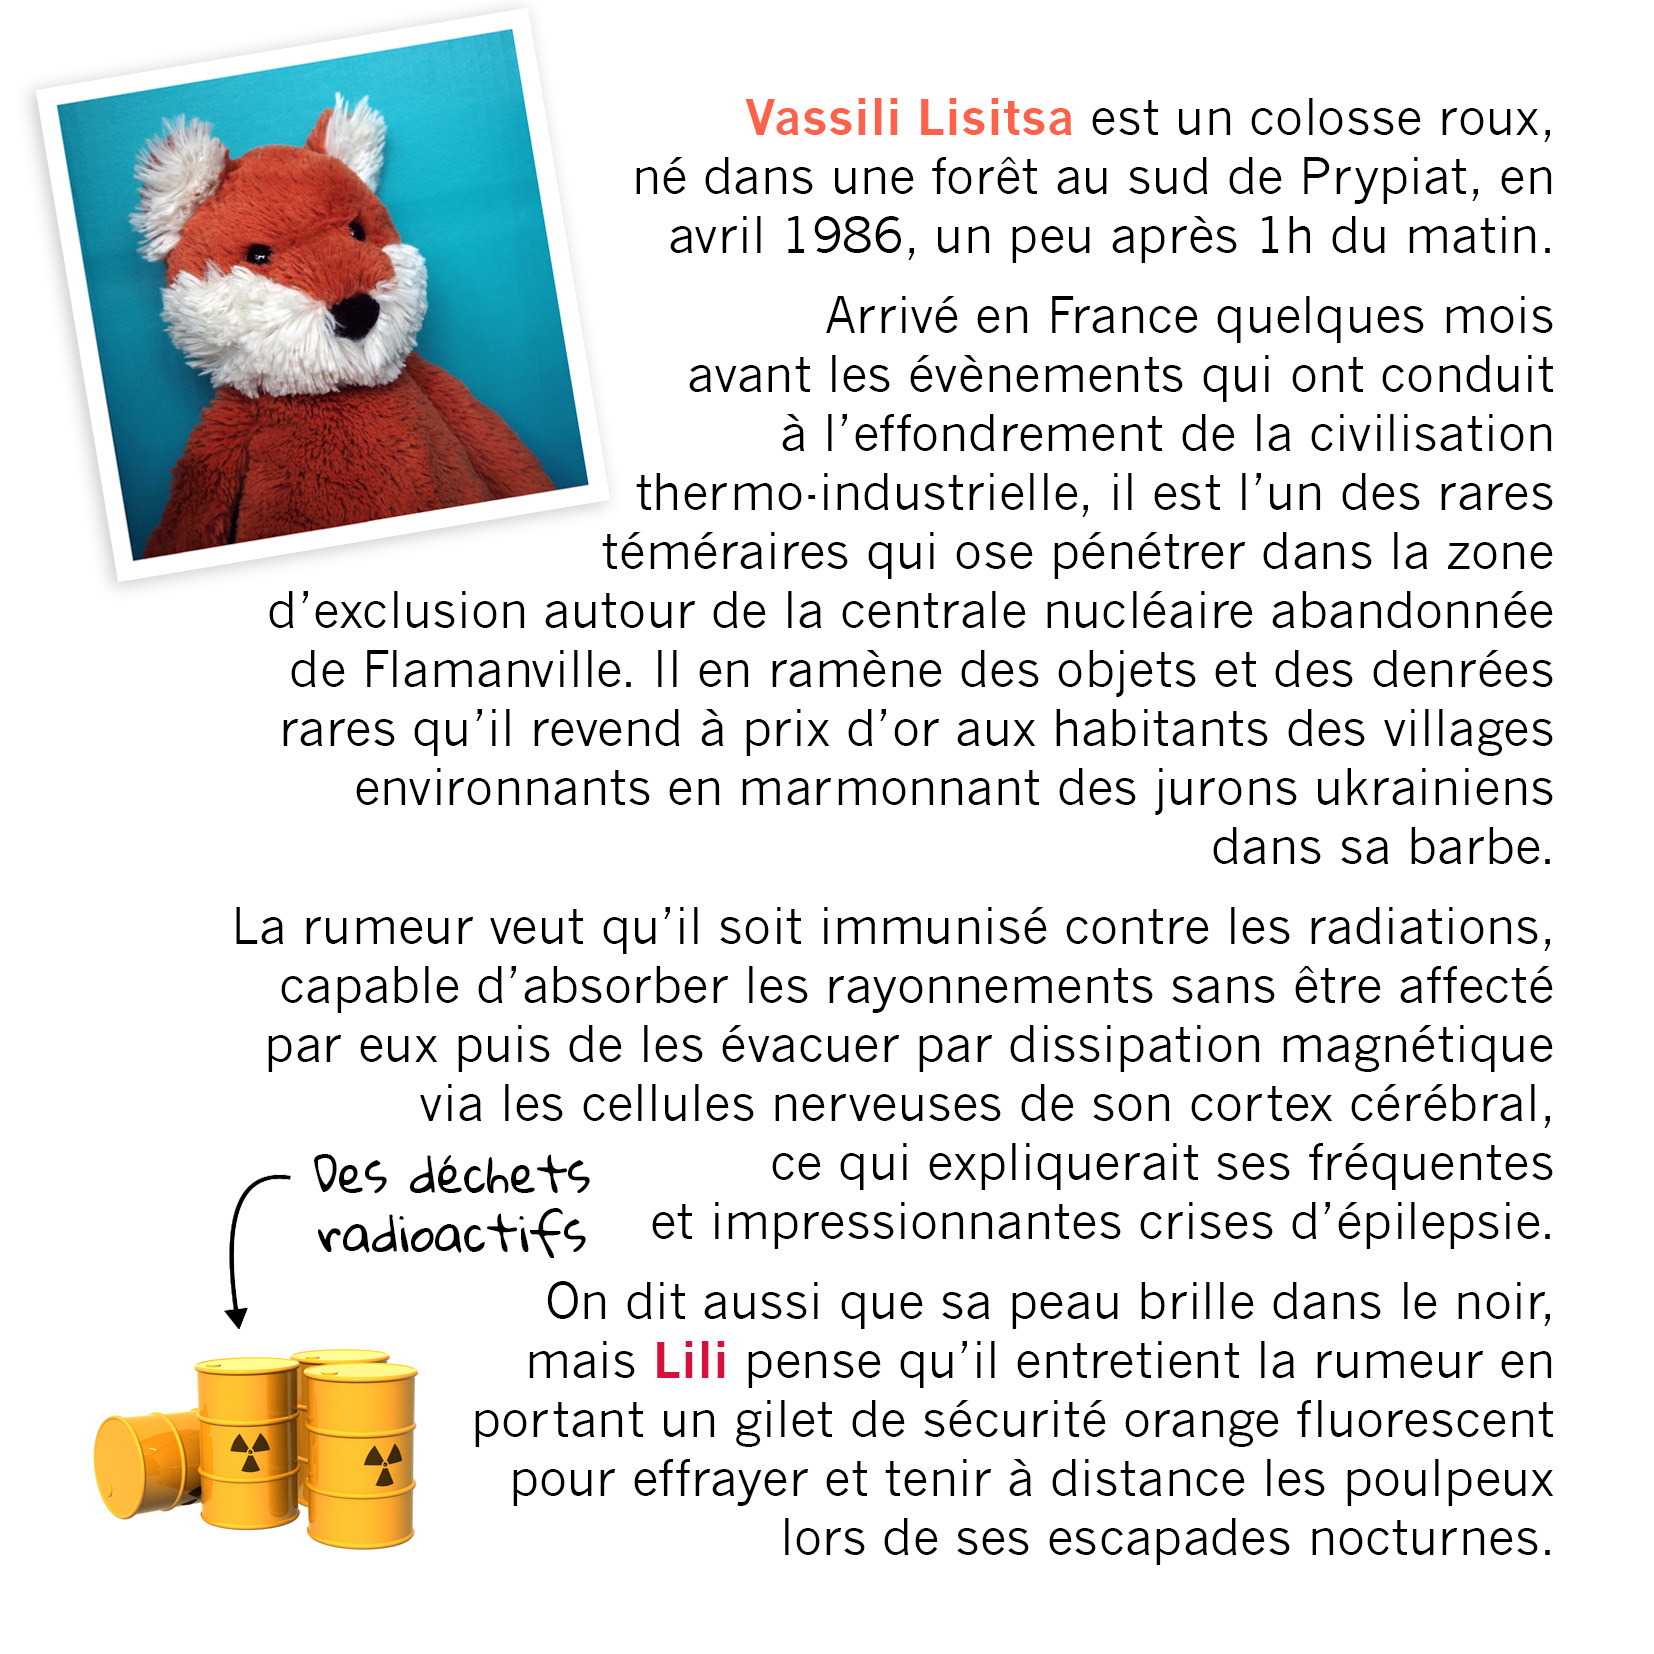 Vassili Lisitsa est un colosse roux,
né dans une forêt au sud de Prypiat, en
avril 1986, un peu après 1h du matin.
Arrivé en France quelques mois
avant les évènements qui ont conduit
à l’effondrement de la civilisation
thermo-industrielle, il est l’un des rares
téméraires qui ose pénétrer dans la zone
d’exclusion autour de la centrale nucléaire abandonnée
de Flamanville. Il en ramène des objets et des denrées
rares qu’il revend à prix d’or aux habitants des villages
environnants en marmonnant des jurons ukrainiens
dans sa barbe.
La rumeur veut qu’il soit immunisé contre les radiations,
capable d’absorber les rayonnements sans être affecté
par eux puis de les évacuer par dissipation magnétique
via les cellules nerveuses de son cortex cérébral,
ce qui expliquerait ses fréquentes
et impressionnantes crises d’épilepsie.
Des déchets
radioactifs
On dit aussi que sa peau brille dans le noir,
mais Lili pense qu’il entretient la rumeur en
portant un gilet de sécurité orange fluorescent
pour effrayer et tenir à distance les poulpeux
lors de ses escapades nocturnes.